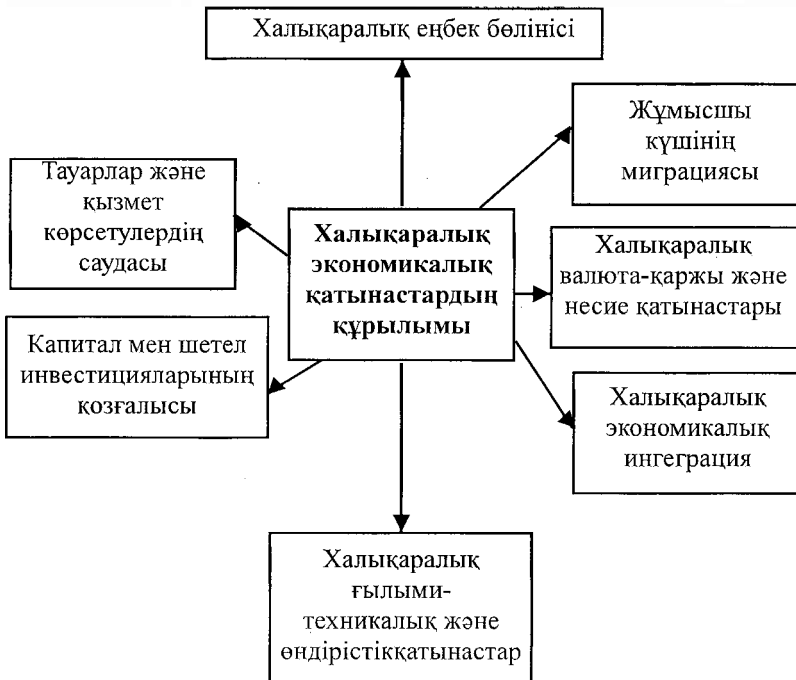 Халықаралық еңбек бөлінісі
Жұмысшы
күшінің
миграциясы
Тауарлар және
қызмет
көрсетулердің
саудасы
Халықаралық
экономикалық
қатынастардың
құрылымы
Халықаралық
валюта-қаржы және
несие қатынастары
Капитал мен шетел
инвестицияларының
қозғалысы
Халықаралық
экономикалық
ингеграция
Халықаралық
ғылыми-
техникалық және
өндірістікқатынастар